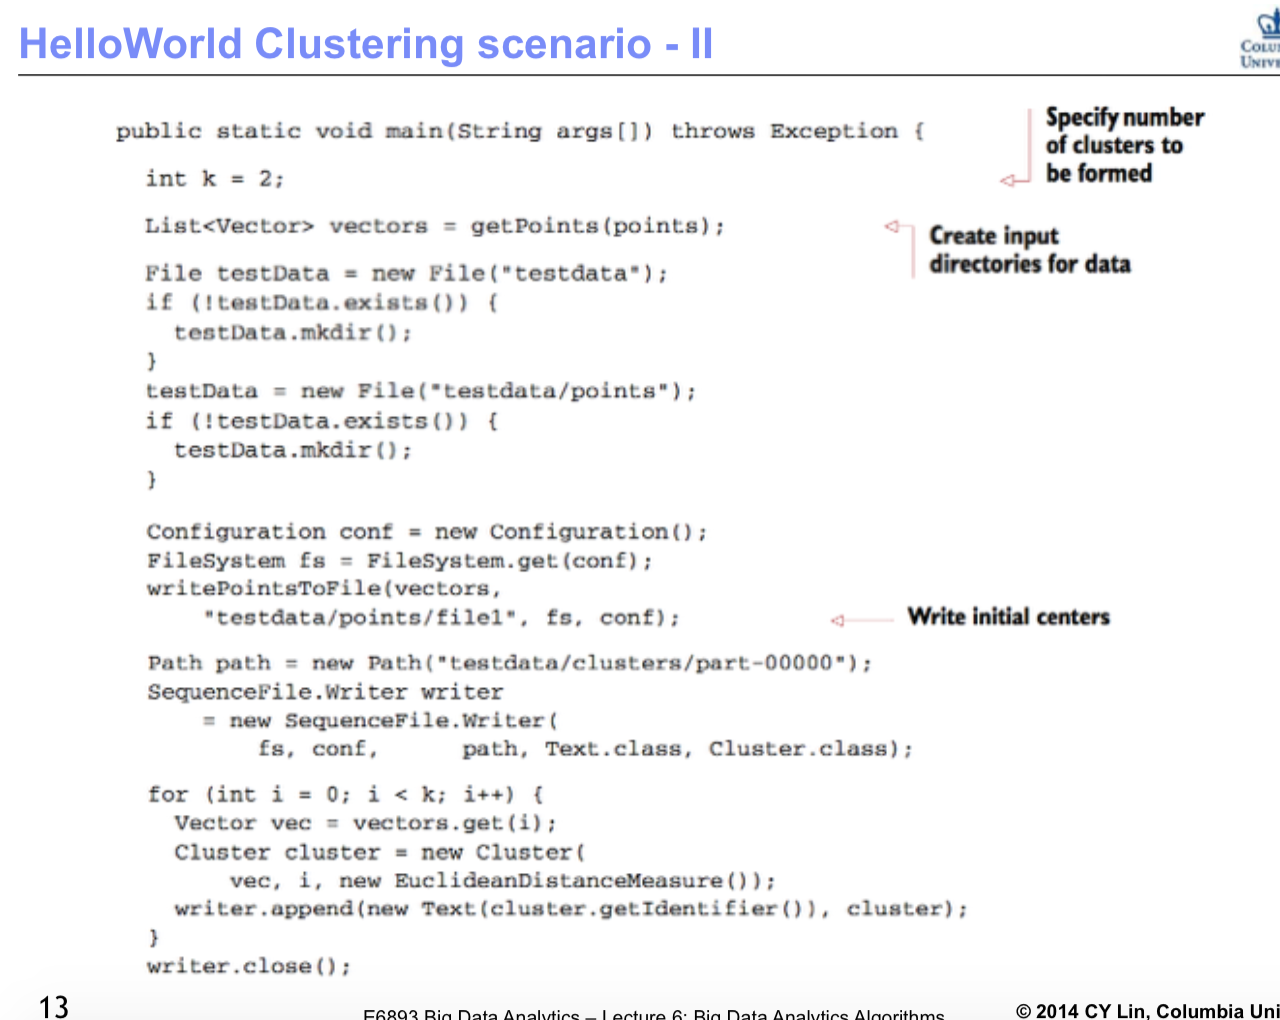 HelloWorld Clustering scenario - II
public static void main(String args[]) throws Exception {
Specify number
of clusters to
be formed
int k = 2;
List<Vector> vectors = getPoints(points);
Create input
directories for data
File testData = new File("testdata");
if (!testData.exists()) {
testData.mkdir();
}
testData = new File("testdata/points");
if (!testData.exists()) {
testData.mkdir();
}
Configuration conf = new Configuration();
FileSystem fs = FileSystem.get(conf);
writePointsToFile(vectors,
"testdata/points/file1", fs, conf);
Write initial centers
Path path = new Path("testdata/clusters/part-00000");
SequenceFile.Writer writer
= new SequenceFile.Writer(
fs, conf, path, Text.class, Cluster.class);
for (int i = 0; i < k; i++) {
Vector vec = vectors.get(i);
Cluster cluster = new Cluster(
vec, i, new EuclideanDistanceMeasure());
writer.append(new Text(cluster.getIdentifier()), cluster);
}
writer.close();
13
E6893 Big Data Analytics – Lecture 6: Big Data Analytics Algorithms
© 2014 CY Lin, Columbia Uni